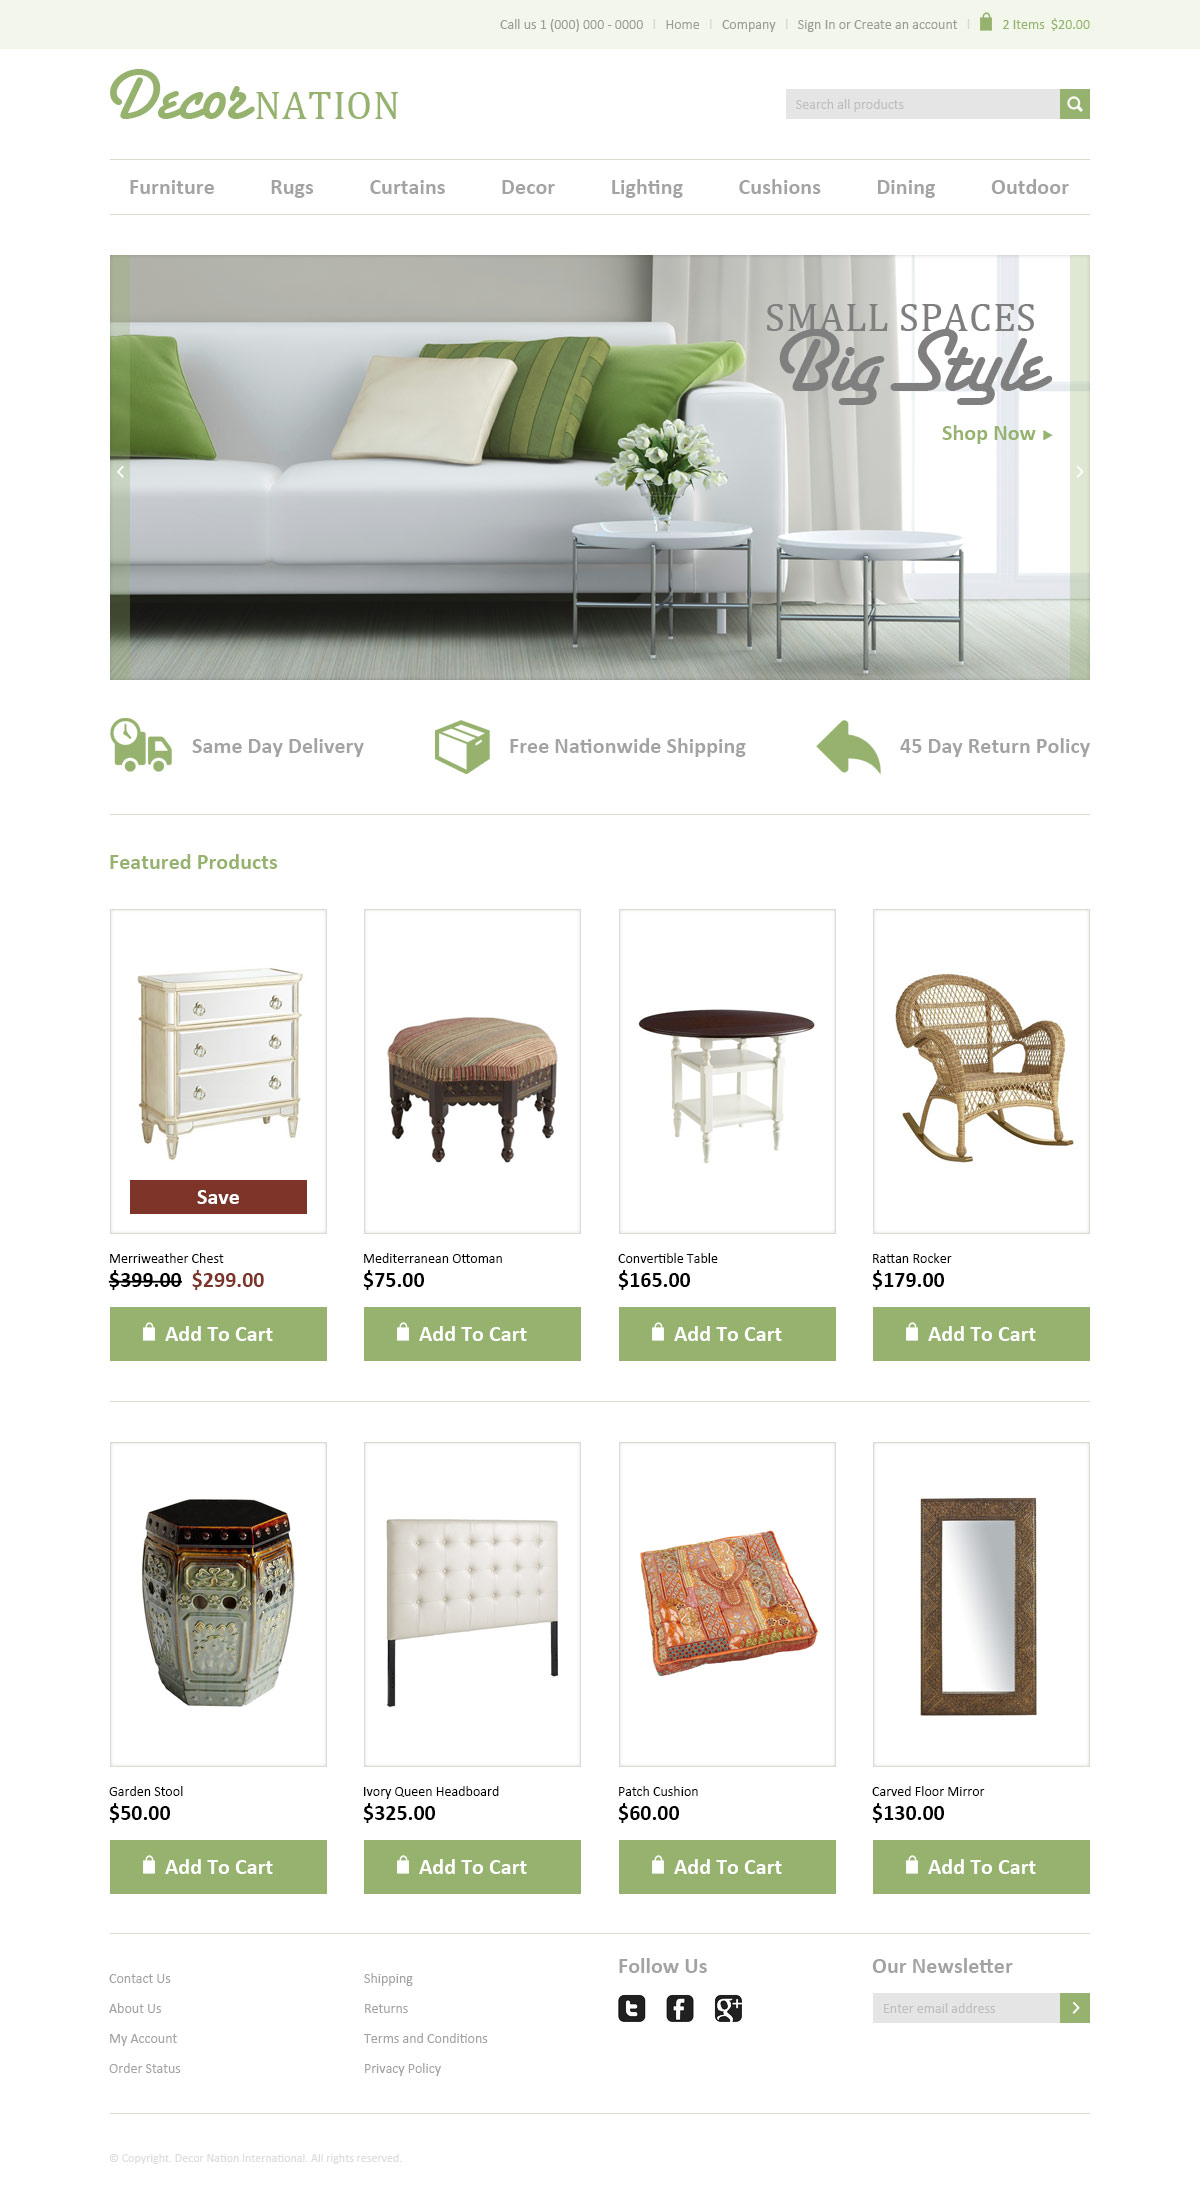 Call us 1 (000) 000 - 0000 | Home | Company | Sign In or Create an account | 2 Items $20.00
Decor NATION
Search all products
Furniture Rugs Curtains Decor Lighting Cushions Dining Outdoor
SMALL SPACES
Big Style
Shop Now
Same Day Delivery Free Nationwide Shipping 45 Day Return Policy
Featured Products
Save
Merriweather Chest Mediterranean Ottoman Convertible Table Rattan Rocker
$399.00 $299.00 $75.00 $165.00 $179.00
Add To Cart Add To Cart Add To Cart Add To Cart
Garden Stool Ivory Queen Headboard Patch Cushion Carved Floor Mirror
$50.00 $325.00 $60.00 $130.00
Add To Cart Add To Cart Add To Cart Add To Cart
Follow Us Our Newsletter
Contact Us Shipping
About Us Returns
Enter email address
My Account Terms and Conditions
Order Status Privacy Policy
© Copyright. Decor Nation International. All rights reserved.